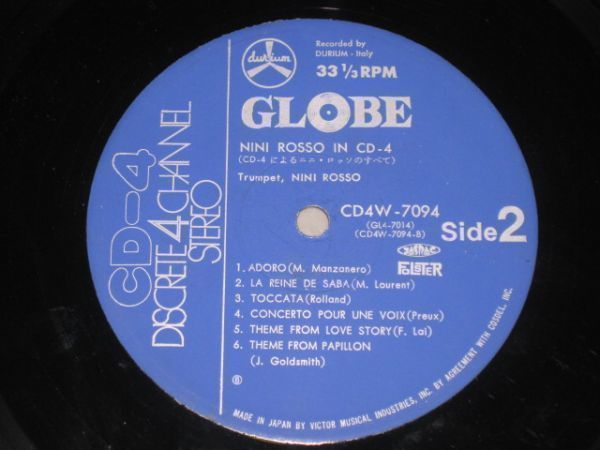 durium
Recorded by
DURIUM - Italy
33 1/3 RPM
GLOBE
NINI ROSSO IN CD-4
(CD-4によるニニ・ロッソのすべて)
Trumpet, NINI ROSSO
CD-4
DISCRETE 4 CHANNEL
STEREO
CD4W-7094
(GL4-7014)
(CD4W-7094-B)
Side 2
JASRAC
FOLSTER
1. ADORO (M. Manzanero)
2. LA REINE DE SABA (M. Laurent)
3. TOCCATA (Rolland)
4. CONCERTO POUR UNE VOIX (Preux)
5. THEME FROM LOVE STORY (F. Lai)
6. THEME FROM PAPILLON
(J. Goldsmith)
Ⓟ
MADE IN JAPAN BY VICTOR MUSICAL INDUSTRIES, INC. BY AGREEMENT WITH COSDEL, INC.